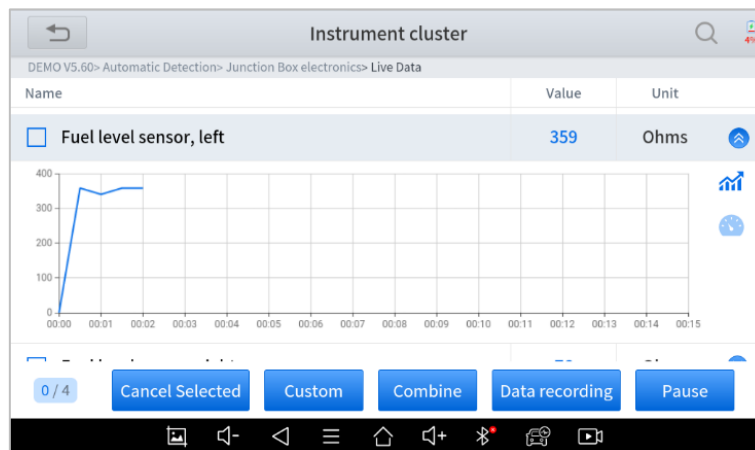 Instrument cluster
4%
DEMO V5.60> Automatic Detection> Junction Box electronics> Live Data
Name Value Unit
Fuel level sensor, left 359 Ohms
400
300
200
100
0
00:00 00:01 00:02 00:03 00:04 00:05 00:06 00:07 00:08 00:09 00:10 00:11 00:12 00:13 00:14 00:15
0 / 4 Cancel Selected Custom Combine Data recording Pause